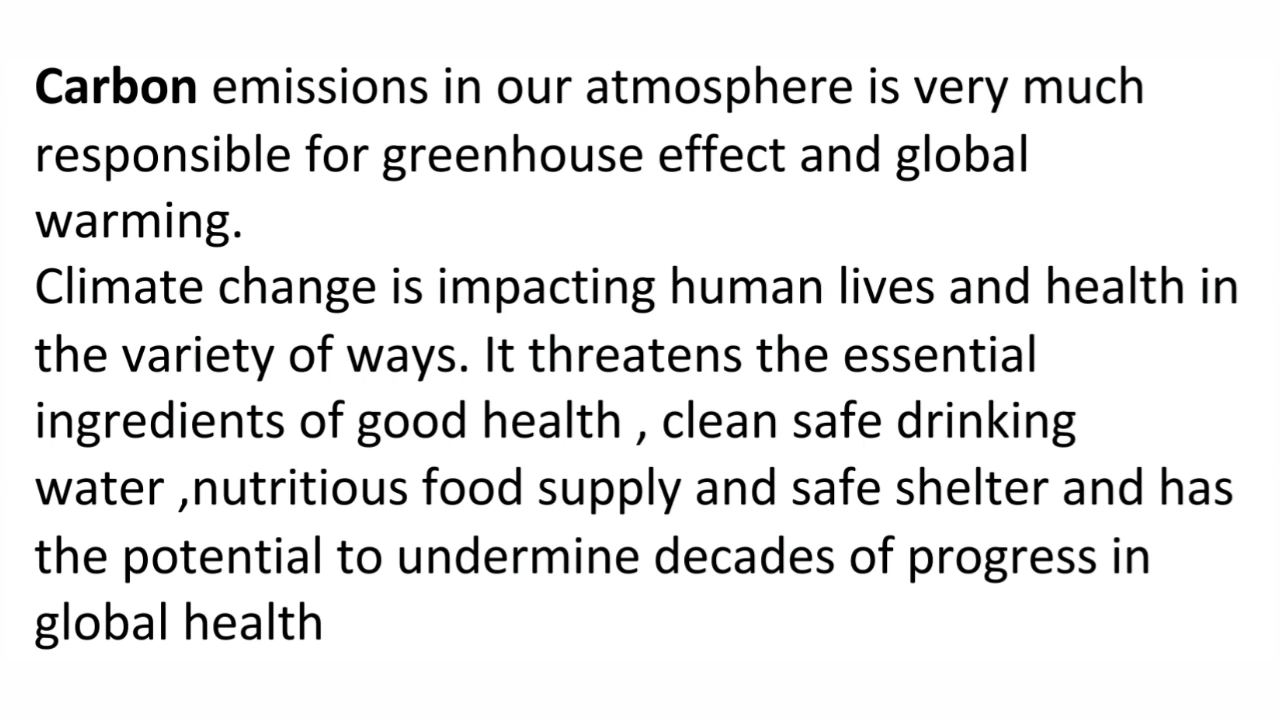 Carbon emissions in our atmosphere is very much
responsible for greenhouse effect and global
warming.
Climate change is impacting human lives and health in
the variety of ways. It threatens the essential
ingredients of good health , clean safe drinking
water ,nutritious food supply and safe shelter and has
the potential to undermine decades of progress in
global health